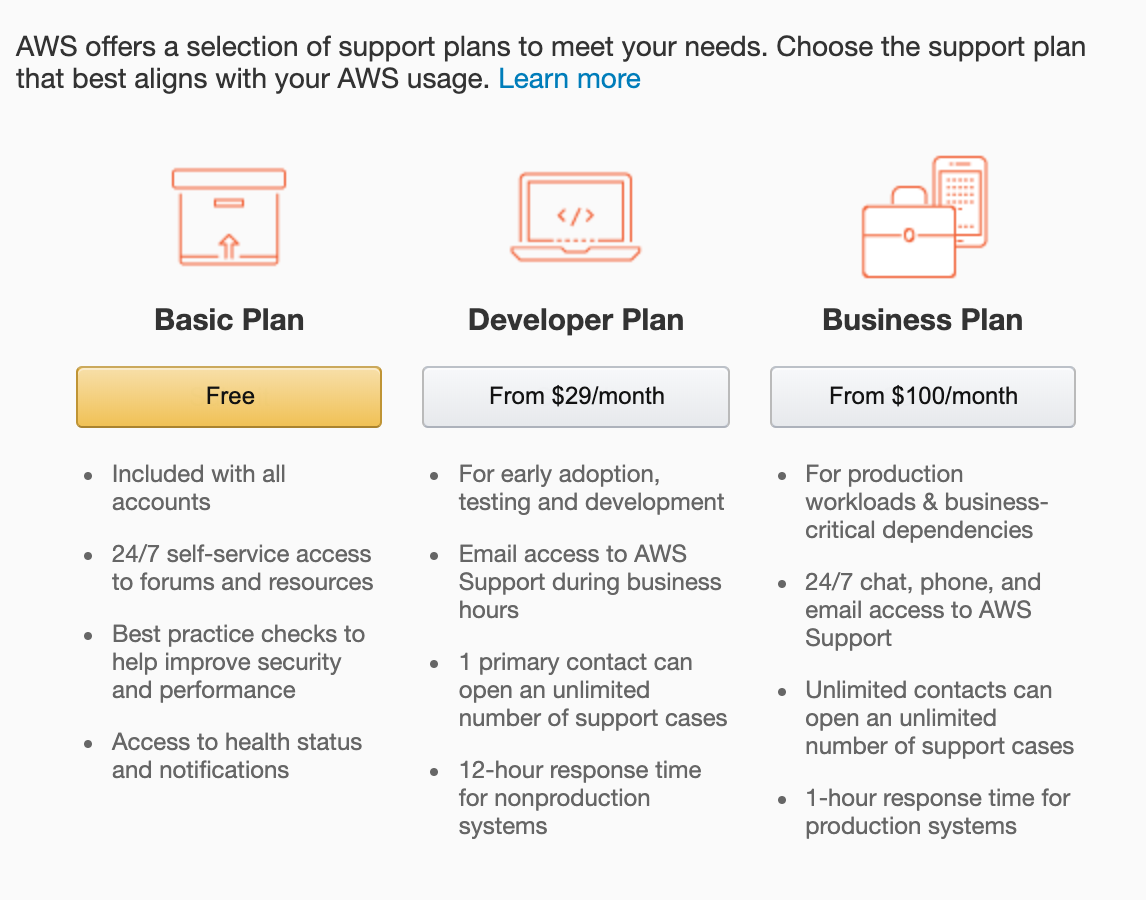 AWS offers a selection of support plans to meet your needs. Choose the support plan
that best aligns with your AWS usage. Learn more
</>
Basic Plan
Free
• Included with all
accounts
• 24/7 self-service access
to forums and resources
• Best practice checks to
help improve security
and performance
• Access to health status
and notifications
Developer Plan
From $29/month
• For early adoption,
testing and development
• Email access to AWS
Support during business
hours
• 1 primary contact can
open an unlimited
number of support cases
• 12-hour response time
for nonproduction
systems
Business Plan
From $100/month
• For production
workloads & business-
critical dependencies
• 24/7 chat, phone, and
email access to AWS
Support
• Unlimited contacts can
open an unlimited
number of support cases
• 1-hour response time for
production systems